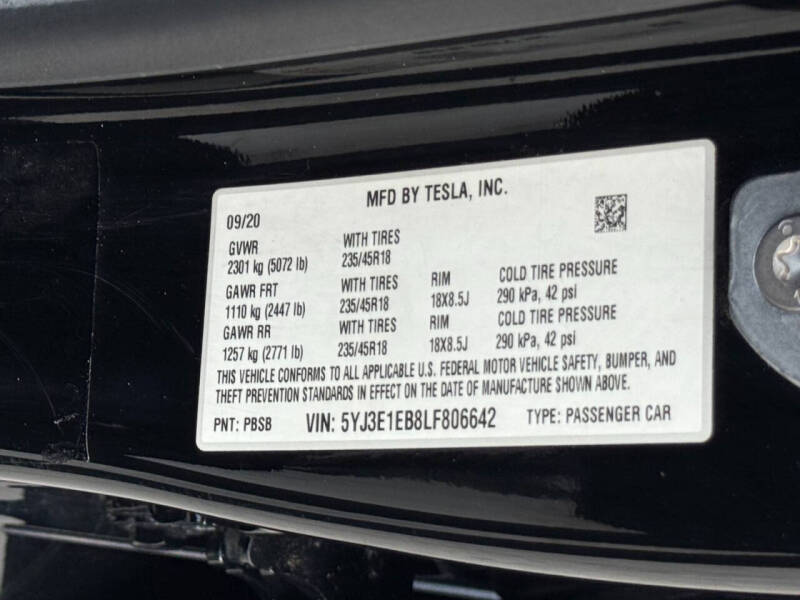 MFD BY TESLA, INC.
09/20
GVWR WITH TIRES
2301 kg (5072 lb) 235/45R18
GAWR FRT WITH TIRES RIM COLD TIRE PRESSURE
1110 kg (2447 lb) 235/45R18 18X8.5J 290 kPa, 42 psi
GAWR RR WITH TIRES RIM COLD TIRE PRESSURE
1257 kg (2771 lb) 235/45R18 18X8.5J 290 kPa, 42 psi
THIS VEHICLE CONFORMS TO ALL APPLICABLE U.S. FEDERAL MOTOR VEHICLE SAFETY, BUMPER, AND
THEFT PREVENTION STANDARDS IN EFFECT ON THE DATE OF MANUFACTURE SHOWN ABOVE.
PNT: PBSB VIN: 5YJ3E1EB8LF806642 TYPE: PASSENGER CAR